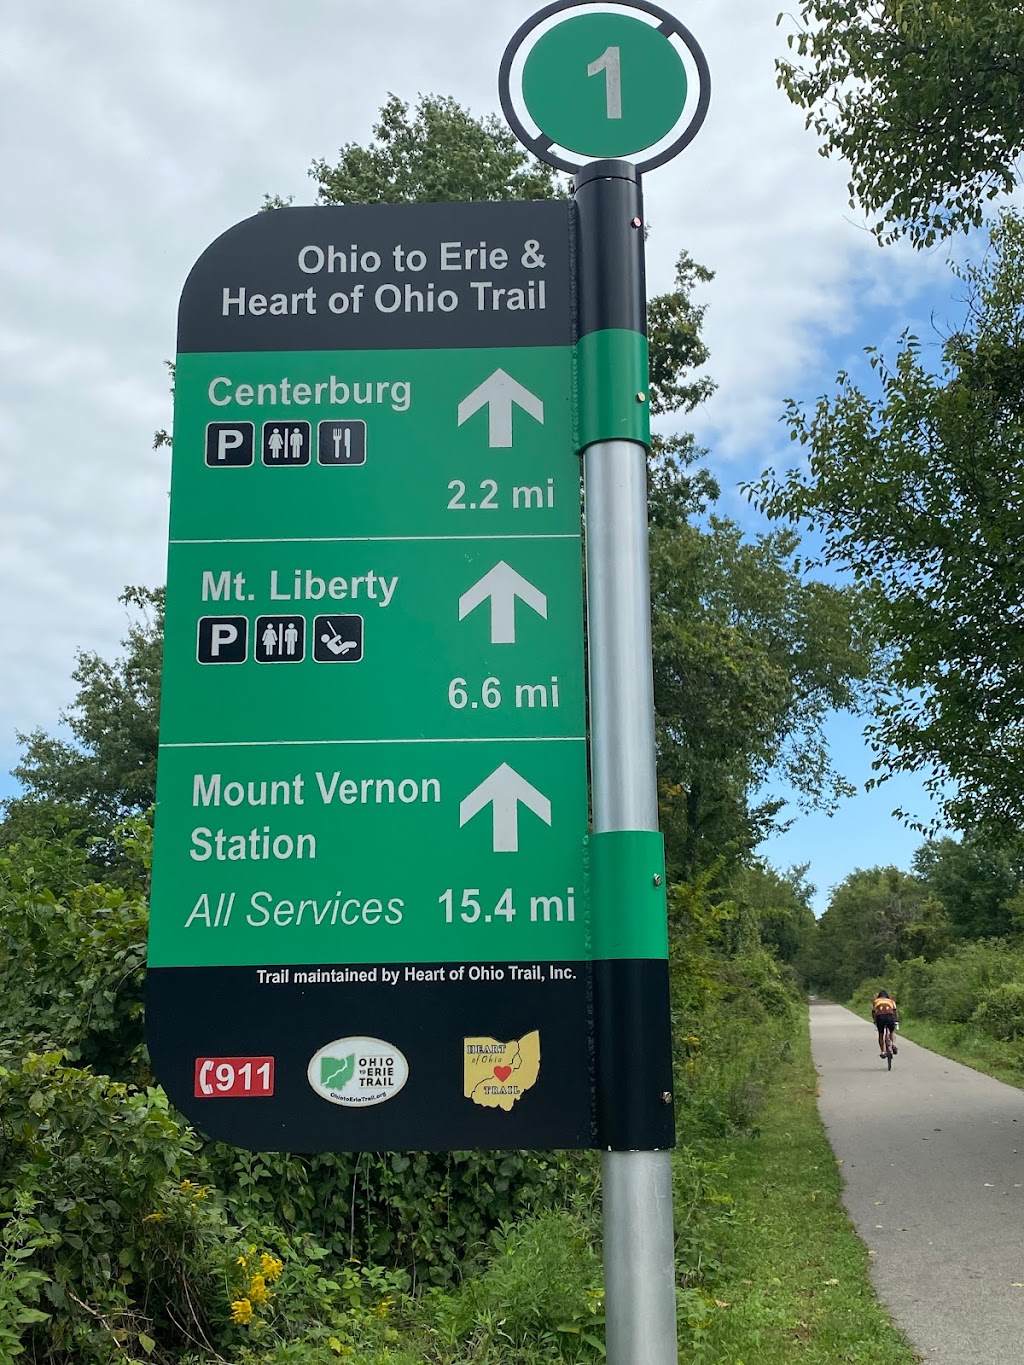 1
Ohio to Erie &
Heart of Ohio Trail
Centerburg
P
2.2 mi
Mt. Liberty
P
6.6 mi
Mount Vernon
Station
All Services 15.4 mi
Trail maintained by Heart of Ohio Trail, Inc.
911
OHIO
TO ERIE
TRAIL
OhiotoErieTrail.org
HEART
of Ohio
TRAIL